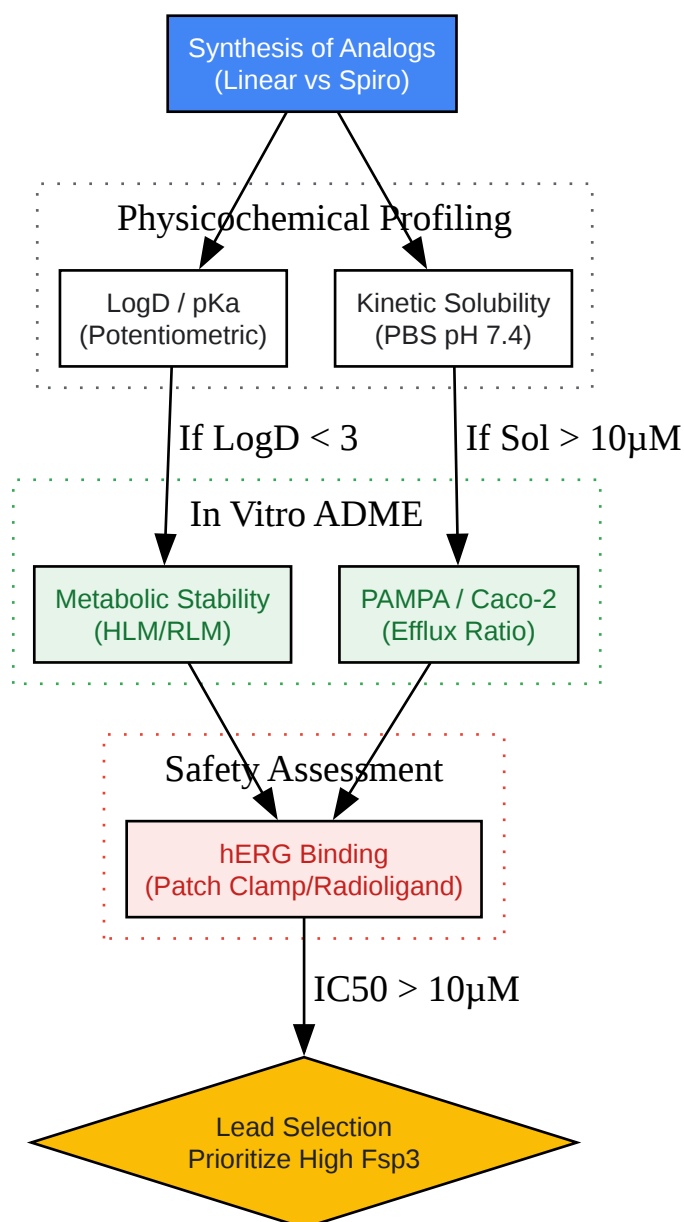 Synthesis of Analogs
(Linear vs Spiro)
Physicochemical Profiling
LogD / pKa
(Potentiometric)
Kinetic Solubility
(PBS pH 7.4)
If LogD < 3
If Sol > 10µM
In Vitro ADME
Metabolic Stability
(HLM/RLM)
PAMPA / Caco-2
(Efflux Ratio)
Safety Assessment
hERG Binding
(Patch Clamp/Radioligand)
IC50 > 10µM
Lead Selection
Prioritize High Fsp3